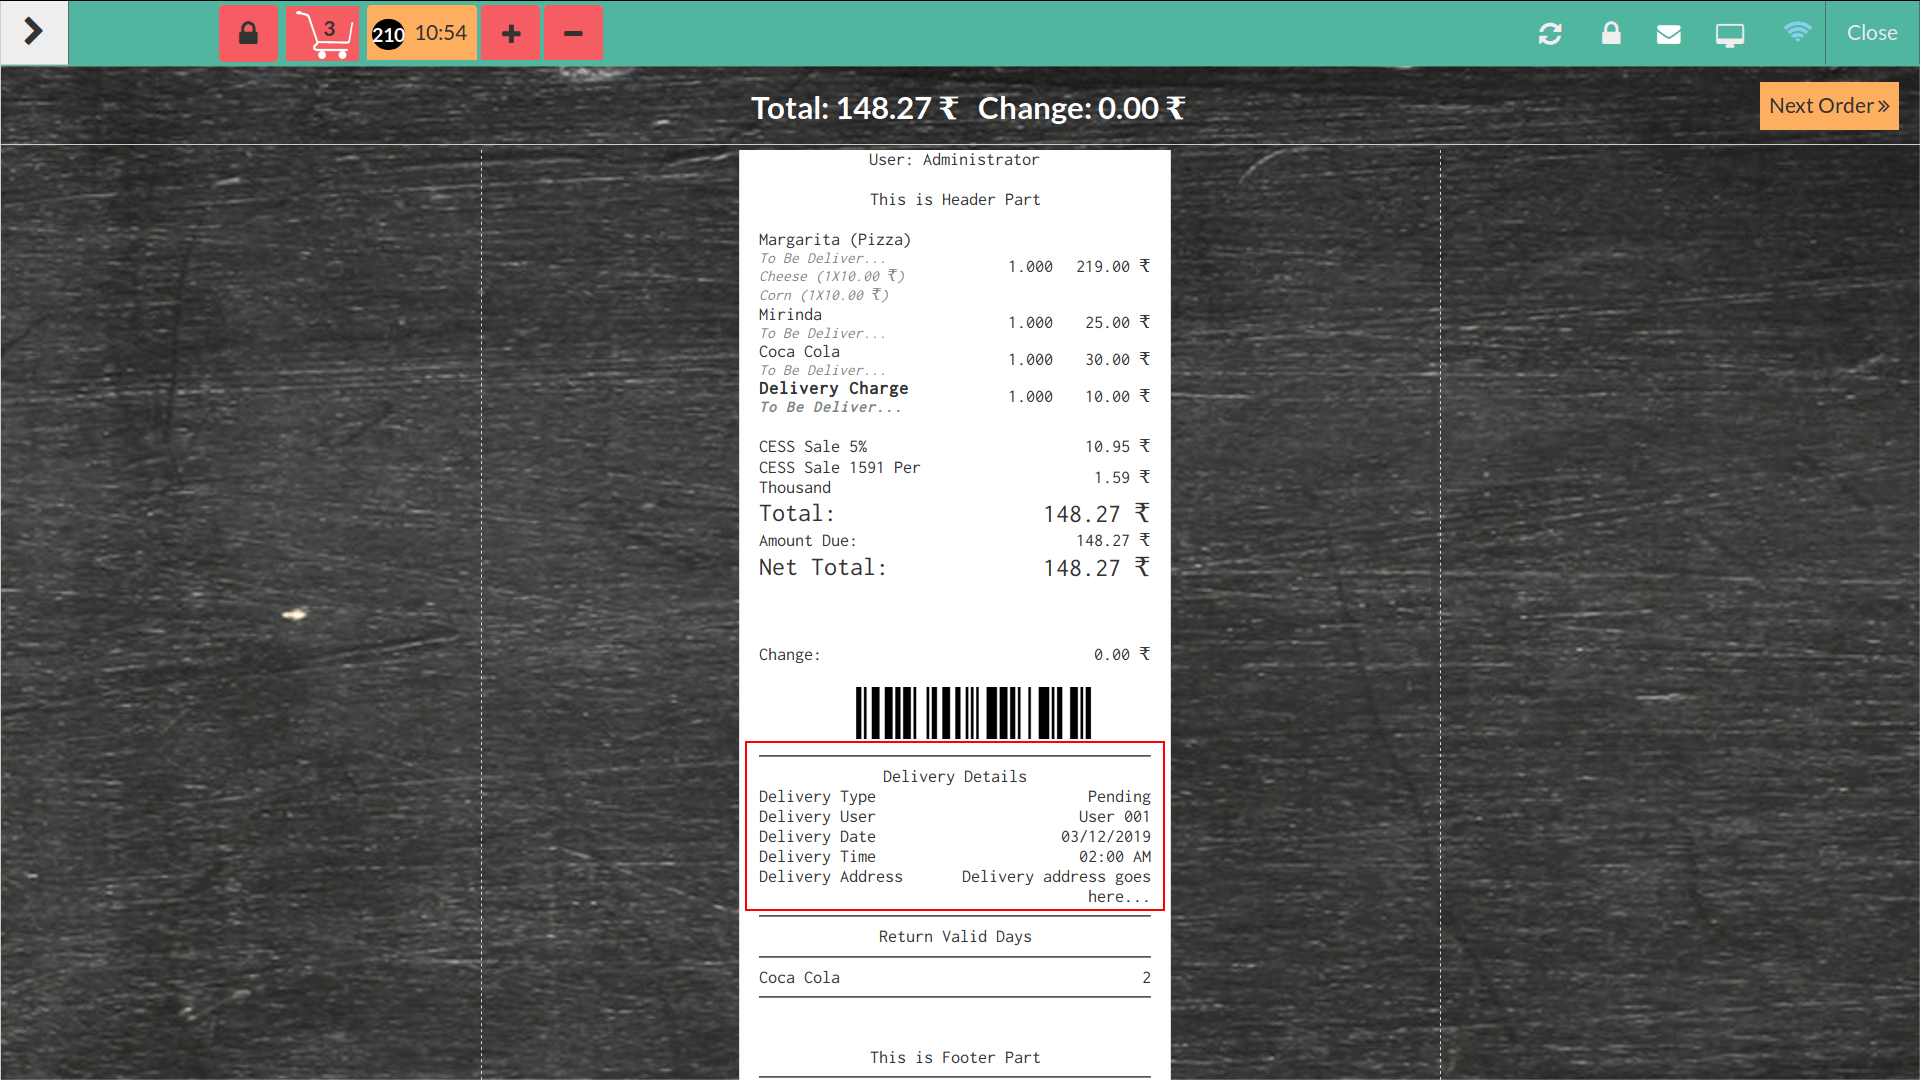 3
210 10:54
Close
Total: 148.27 ₹ Change: 0.00 ₹
Next Order »
User: Administrator
This is Header Part
Margarita (Pizza)
To Be Deliver...
Cheese (1X10.00 ₹)
Corn (1X10.00 ₹)
1.000 219.00 ₹
Mirinda
To Be Deliver...
1.000 25.00 ₹
Coca Cola
To Be Deliver...
1.000 30.00 ₹
Delivery Charge
To Be Deliver...
1.000 10.00 ₹
CESS Sale 5% 10.95 ₹
CESS Sale 1591 Per
Thousand
1.59 ₹
Total: 148.27 ₹
Amount Due: 148.27 ₹
Net Total: 148.27 ₹
Change: 0.00 ₹
Delivery Details
Delivery Type Pending
Delivery User User 001
Delivery Date 03/12/2019
Delivery Time 02:00 AM
Delivery Address Delivery address goes
here...
Return Valid Days
Coca Cola 2
This is Footer Part